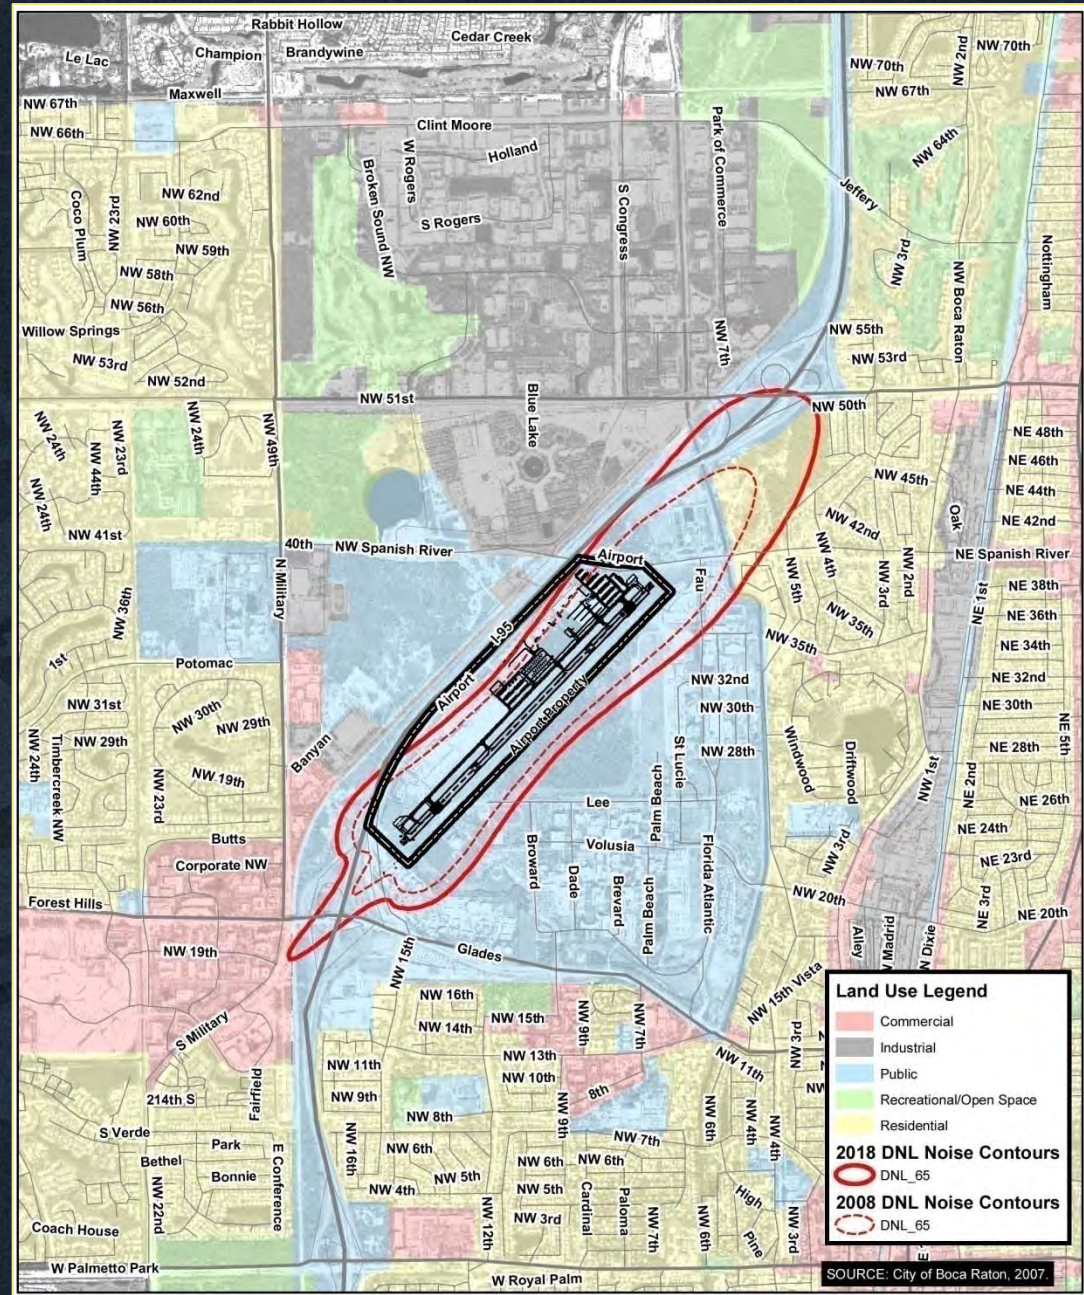 Rabbit Hollow
Cedar Creek
Le Lac
Champion
Brandywine
NW 70th
NW 2nd
NW 70th
NW 67th
Maxwell
NW 67th
NW 66th
Clint Moore
Park of Commerce
NW 64th
W Rogers
Holland
Broken Sound NW
S Rogers
S Congress
Jeffery
Coco Plum
NW 23rd
NW 62nd
NW 60th
NW 59th
NW 58th
NW 56th
NW 3rd
NW Boca Raton
Nottingham
Willow Springs
NW 53rd
NW 52nd
NW 7th
NW 55th
NW 53rd
NW 51st
Blue Lake
NW 50th
NW 24th
NW 44th
NW 23rd
NW 24th
NW 49th
NW 24th
NW 41st
NW 45th
NW 42nd
Oak
NE 48th
NE 46th
NE 44th
NE 42nd
40th
NW Spanish River
Airport
NE Spanish River
N Military
NW 36th
Fau
NW 5th
NW 4th
NW 3rd
NW 2nd
NE 1st
NE 38th
NE 36th
NE 34th
NW 35th
NW 35th
I-95
Airport
Airport Property
1st
Potomac
NW 31st
NW 30th
NW 29th
NW 29th
NW 24th
Timbercreek NW
NW 23rd
NW 19th
Banyan
NW 32nd
NW 30th
NW 28th
St Lucie
Palm Beach
Windwood
Driftwood
NE 32nd
NE 30th
NE 28th
NE 5th
NW 1st
NE 2nd
NE 26th
NE 24th
NE 23rd
Butts
Corporate NW
Lee
Volusia
Broward
Dade
Brevard
Palm Beach
Florida Atlantic
NW 3rd
NW 20th
NE 3rd
NE 20th
Forest Hills
NW 19th
Glades
NW 15th
Alley
W Madrid
N Dixie
NW 15th Vista
NW 16th
NW 14th
NW 15th
NW 9th
NW 7th
S Military
NW 11th
NW 13th
NW 10th
NW 9th
8th
NW 11th
NW 3rd
214th S
Fairfield
NW 8th
NW 9th
S Verde
Park
Bethel
Bonnie
E Conference
NW 16th
NW 6th
NW 5th
NW 4th
NW 7th
NW 6th
NW 6th
NW 5th
NW 3rd
NW 6th
NW 4th
NW 4th
NW 22nd
Coach House
NW 12th
Cardinal
Paloma
NW 7th
NW 6th
High
Pine
NW 3rd
W Palmetto Park
W Royal Palm
Land Use Legend
Commercial
Industrial
Public
Recreational/Open Space
Residential
2018 DNL Noise Contours
DNL_65
2008 DNL Noise Contours
DNL_65
SOURCE: City of Boca Raton, 2007.